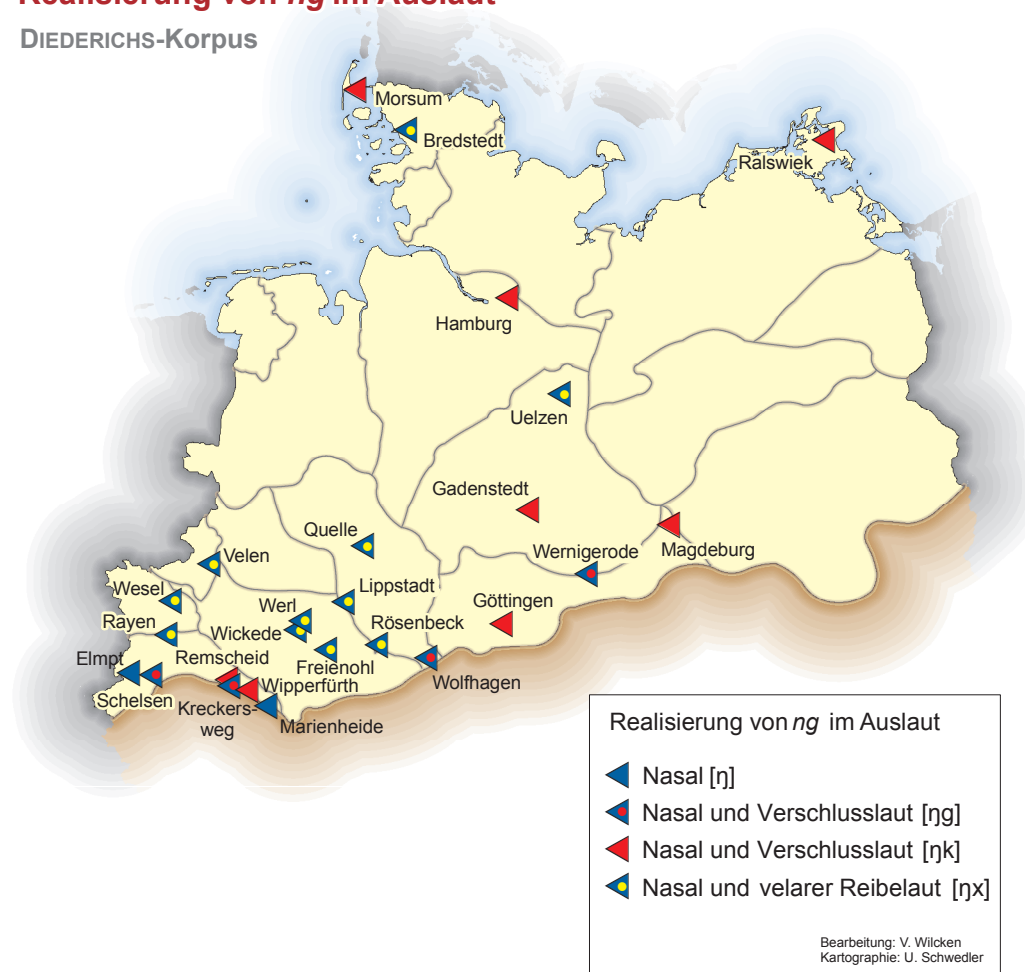 Realisierung von ng im Auslaut
DIEDERICHS-Korpus
Morsum
Bredstedt
Ralswiek
Hamburg
Uelzen
Gadenstedt
Quelle
Wernigerode
Magdeburg
Velen
Lippstadt
Wesel
Werl
Göttingen
Rayen
Wickede
Rösenbeck
Elmpt
Remscheid
Freienohl
Wipperfürth
Wolfhagen
Schelsen
Kreckers-
weg
Marienheide
Realisierung von ng im Auslaut
Nasal [ŋ]
Nasal und Verschlusslaut [ŋg]
Nasal und Verschlusslaut [ŋk]
Nasal und velarer Reibelaut [ŋx]
Bearbeitung: V. Wilcken
Kartographie: U. Schwedler